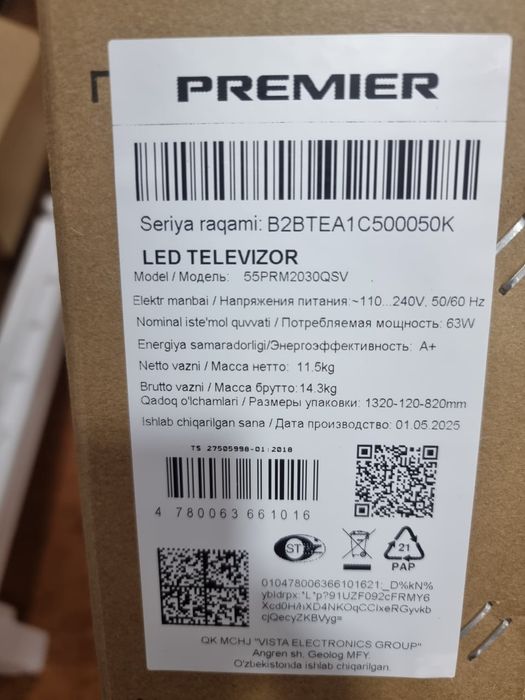 PREMIER
Seriya raqami: B2BTEA1C500050K
LED TELEVIZOR
Model / Модель: 55PRM2030QSV
Elektr manbai / Напряжения питания:~110...240V, 50/60 Hz
Nominal iste'mol quvvati / Потребляемая мощность: 63W
Energiya samaradorligi/Энергоэффективность: A+
Netto vazni / Масса нетто: 11.5kg
Brutto vazni / Масса брутто: 14.3kg
Qadoq o'lchamlari / Размеры упаковки: 1320-120-820mm
Ishlab chiqarilgan sana / Дата производство: 01.05.2025
TS 27505998-01:2018
4 780063 661016
ST
21
PAP
010478006366101621;_D%kN%
ybIdrpx:*L*p?91UZF092cFRMY6
Xcd0H/hXD4NKOqCCIxeRGyvkb
cjQecyZKBVyg=
QK MCHJ "VISTA ELECTRONICS GROUP"
Angren sh. Geolog MFY.
O'zbekistonda ishlab chiqarilgan